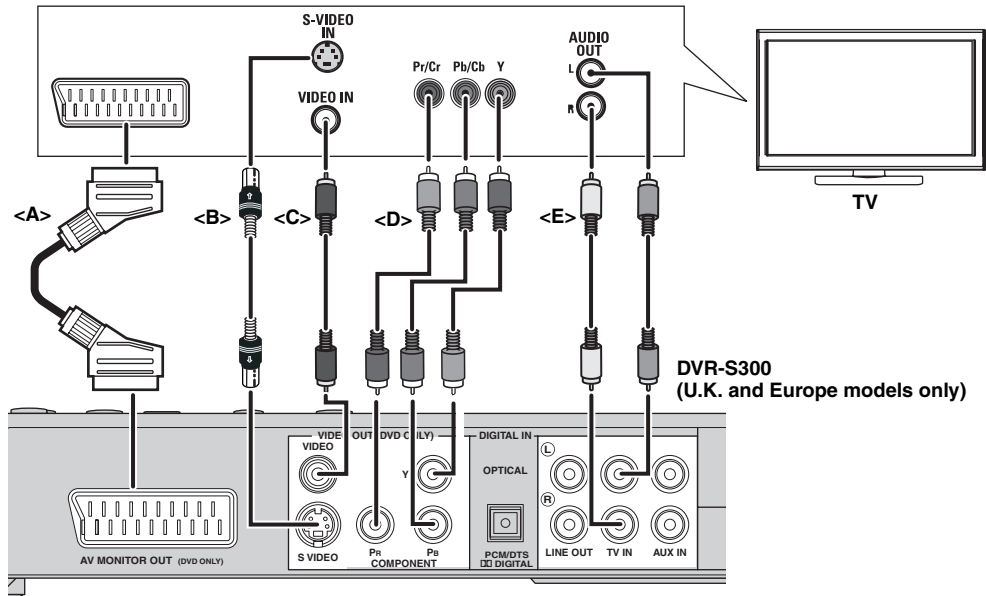 S-VIDEO
IN
AUDIO
OUT
Pr/Cr Pb/Cb Y
L
VIDEO IN
R
TV
<A>
<B>
<C>
<D>
<E>
DVR-S300
(U.K. and Europe models only)
VIDEO OUT (DVD ONLY)
DIGITAL IN
VIDEO
L
Y
OPTICAL
R
AV MONITOR OUT (DVD ONLY)
S VIDEO
PR
PB
COMPONENT
PCM/DTS
DIGITAL
LINE OUT
TV IN
AUX IN